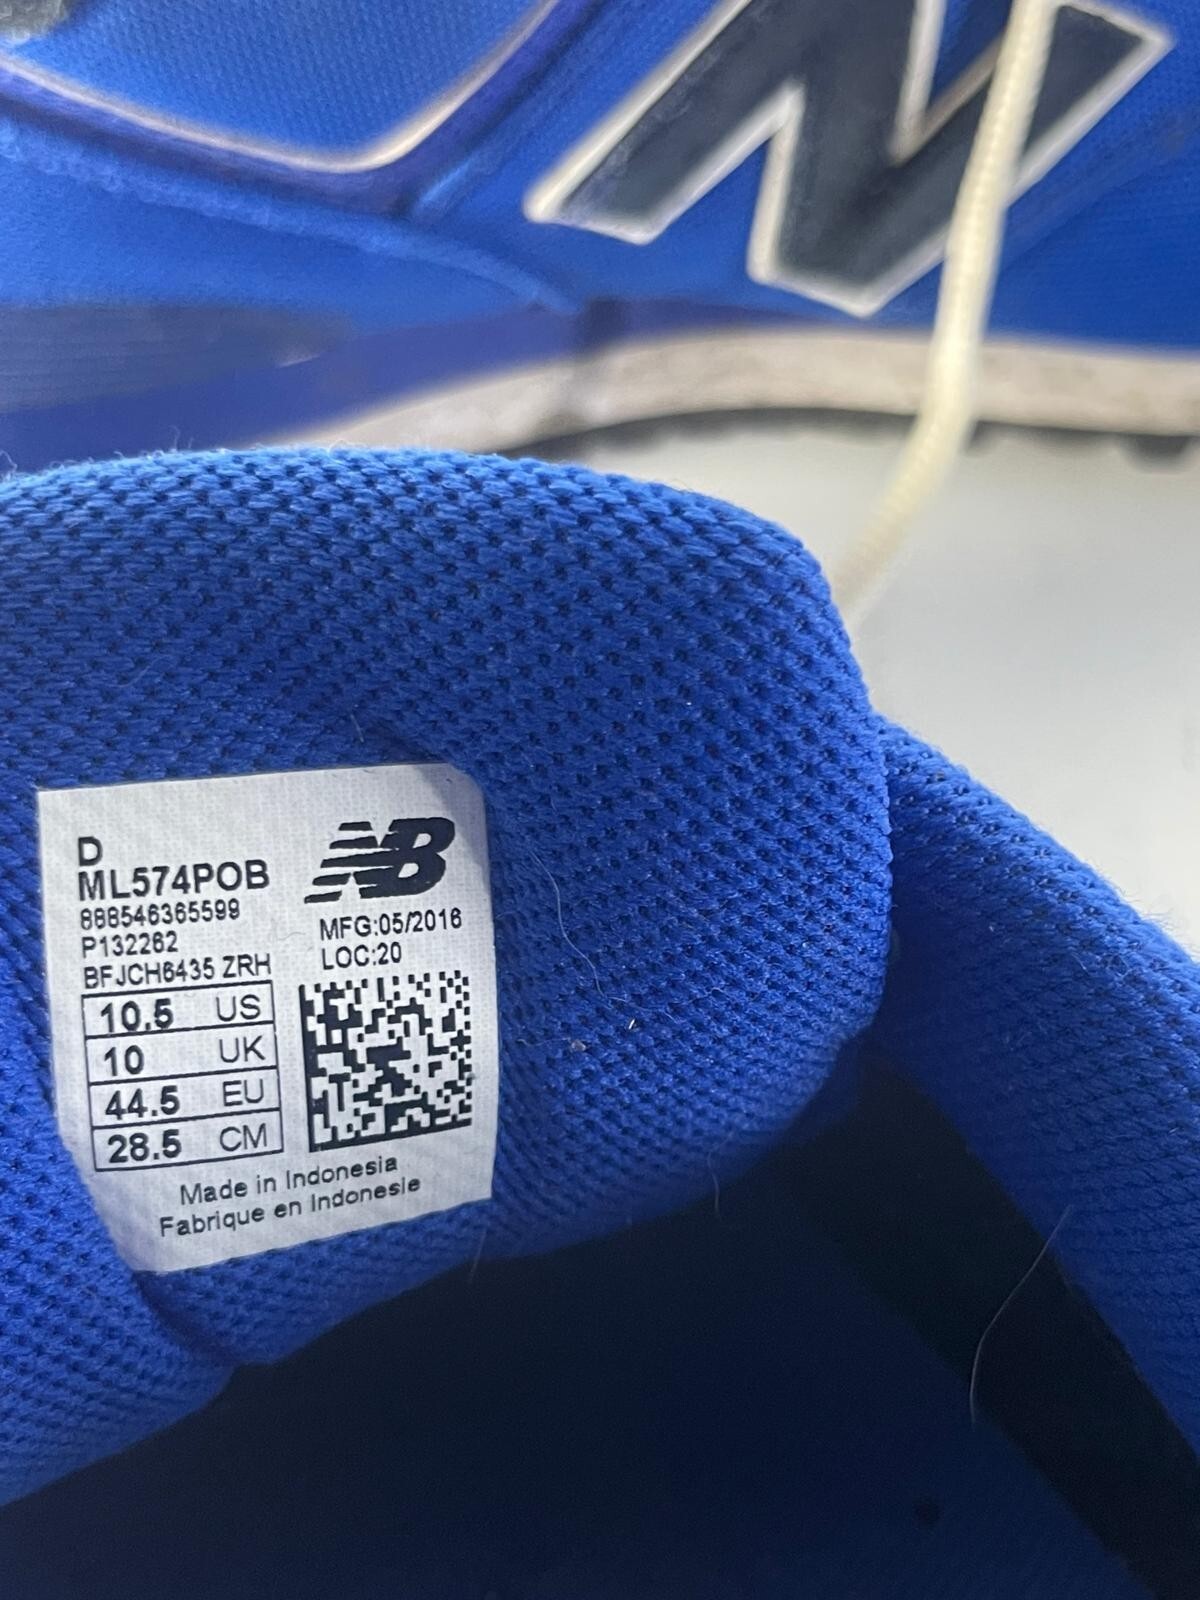 N
D
ML574POB
888546365599
P132262
BFJCH6435 ZRH
NB
MFG:05/2016
LOC:20
10.5 US
10 UK
44.5 EU
28.5 CM
Made in Indonesia
Fabrique en Indonesie